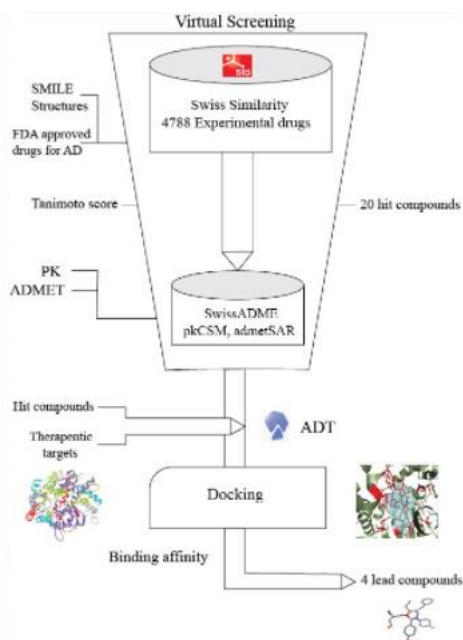 Virtual Screening
SIB
Swiss Similarity
4788 Experimental drugs
SMILE
Structures
FDA approved
drugs for AD
Tanimoto score
20 hit compounds
PK
ADMET
SwissADME
pkCSM, admetSAR
Hit compounds
Therapeutic
targets
ADT
Docking
Binding affinity
4 lead compounds